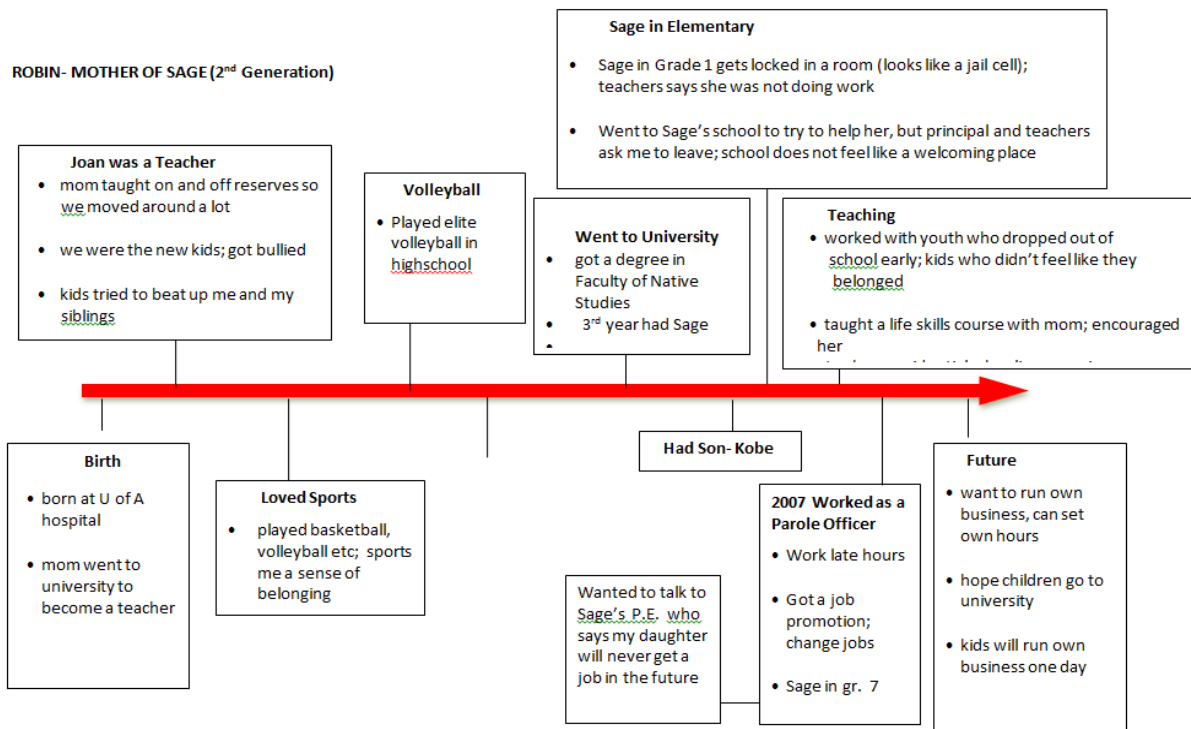 ROBIN- MOTHER OF SAGE (2nd Generation)
Sage in Elementary
• Sage in Grade 1 gets locked in a room (looks like a jail cell);
teachers says she was not doing work
• Went to Sage’s school to try to help her, but principal and teachers
ask me to leave; school does not feel like a welcoming place
Joan was a Teacher
• mom taught on and off reserves so
we moved around a lot
• we were the new kids; got bullied
• kids tried to beat up me and my
siblings
Volleyball
• Played elite
volleyball in
highschool
Went to University
• got a degree in
Faculty of Native
Studies
• 3rd year had Sage
•
Teaching
• worked with youth who dropped out of
school early; kids who didn’t feel like they
belonged
• taught a life skills course with mom; encouraged
her
Birth
• born at U of A
hospital
• mom went to
university to
become a teacher
Loved Sports
• played basketball,
volleyball etc; sports
me a sense of
belonging
Had Son- Kobe
Wanted to talk to
Sage’s P.E. who
says my daughter
will never get a
job in the future
2007 Worked as a
Parole Officer
• Work late hours
• Got a job
promotion;
change jobs
• Sage in gr. 7
Future
• want to run own
business, can set
own hours
• hope children go to
university
• kids will run own
business one day